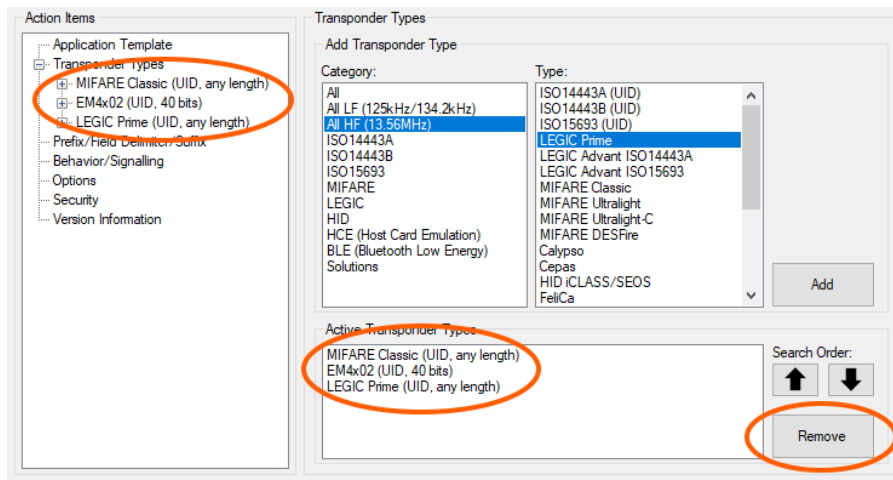 Action Items
Application Template
Transponder Types
MIFARE Classic (UID, any length)
EM4x02 (UID, 40 bits)
LEGIC Prime (UID, any length)
Prefix/Field Delimiter/Suffix
Behavior/Signalling
Options
Security
Version Information
Transponder Types
Add Transponder Type
Category:
All
All LF (125kHz/134.2kHz)
All HF (13.56MHz)
ISO14443A
ISO14443B
ISO15693
MIFARE
LEGIC
HID
HCE (Host Card Emulation)
BLE (Bluetooth Low Energy)
Solutions
Type:
ISO14443A (UID)
ISO14443B (UID)
ISO15693 (UID)
LEGIC Prime
LEGIC Advant ISO14443A
LEGIC Advant ISO15693
MIFARE Classic
MIFARE Ultralight
MIFARE Ultralight-C
MIFARE DESFire
Calypso
Cepas
HID iCLASS/SEOS
FeliCa
Add
Active Transponder Types
MIFARE Classic (UID, any length)
EM4x02 (UID, 40 bits)
LEGIC Prime (UID, any length)
Search Order:
Remove